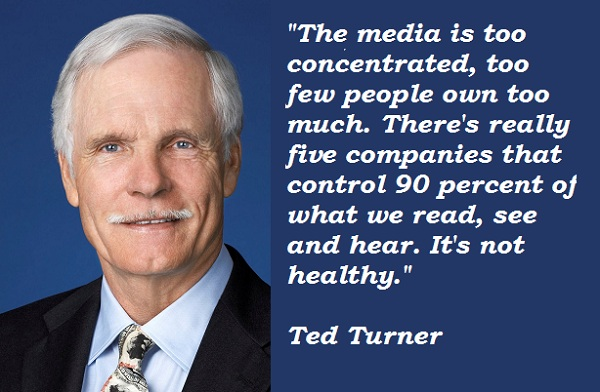 "The media is too
concentrated, too
few people own too
much. There's really
five companies that
control 90 percent of
what we read, see
and hear. It's not
healthy."
Ted Turner